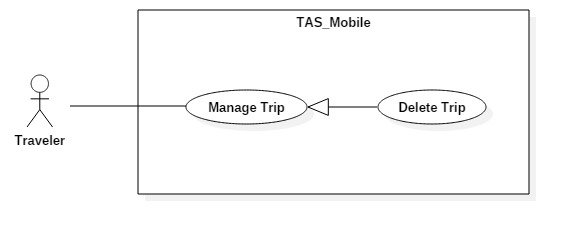 TAS_Mobile
Manage Trip
Delete Trip
Traveler